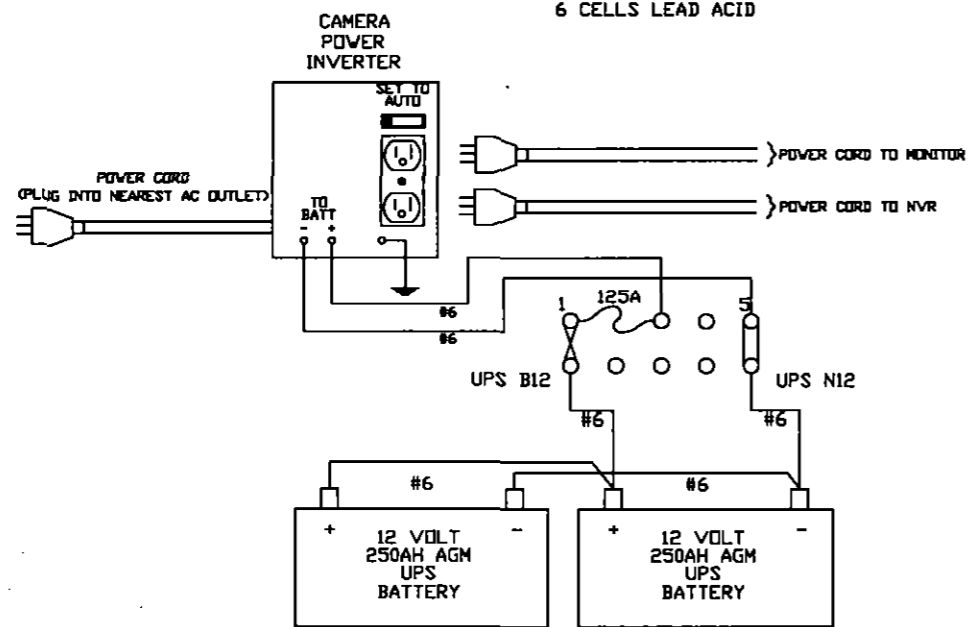 6 CELLS LEAD ACID
CAMERA
POWER
INVERTER
SET TO
AUTO
POWER CORD
(PLUG INTO NEAREST AC OUTLET)
TO
BATT
- +
POWER CORD TO MONITOR
POWER CORD TO NVR
#6
#6
1
125A
5
UPS B12
UPS N12
#6
#6
#6
#6
+ -
12 VOLT
250AH AGM
UPS
BATTERY
+ -
12 VOLT
250AH AGM
UPS
BATTERY